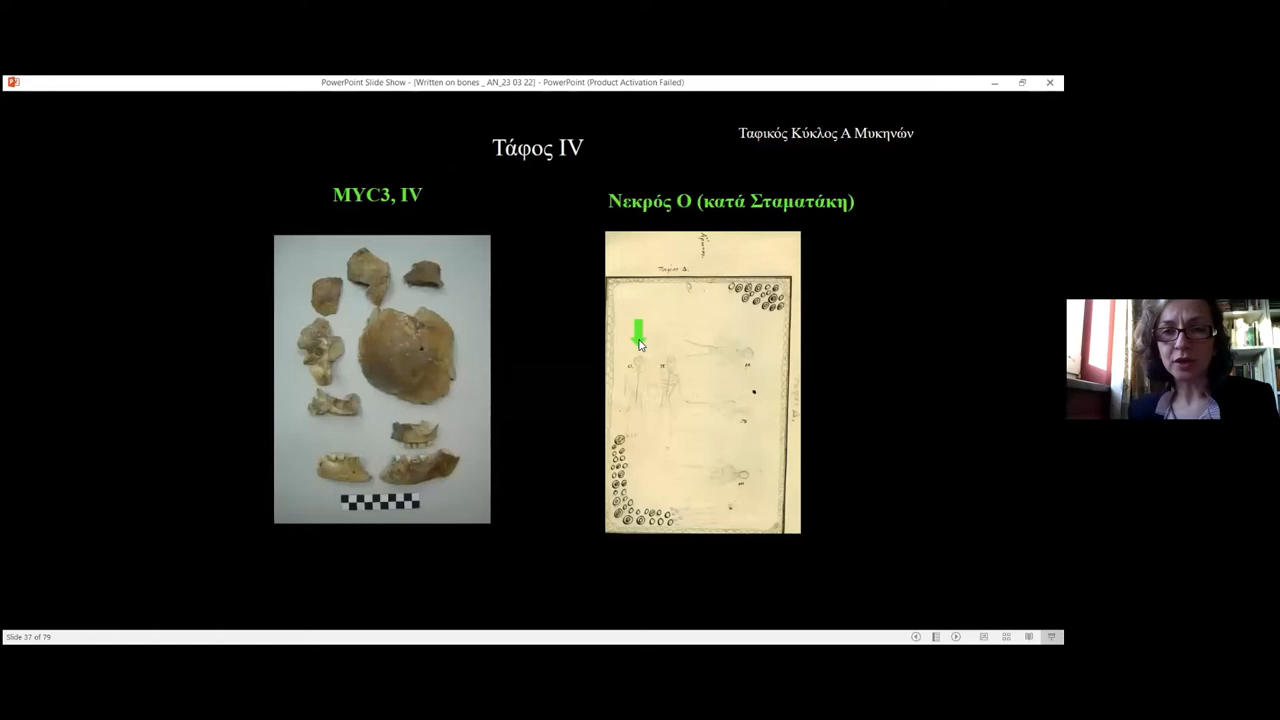 PowerPoint Slide Show - [Written on bones _ AN_23 03 22] - PowerPoint (Product Activation Failed)
Ταφικός Κύκλος Α Μυκηνών
Τάφος IV
MYC3, IV
Νεκρός Ο (κατά Σταματάκη)
Slide 37 of 79